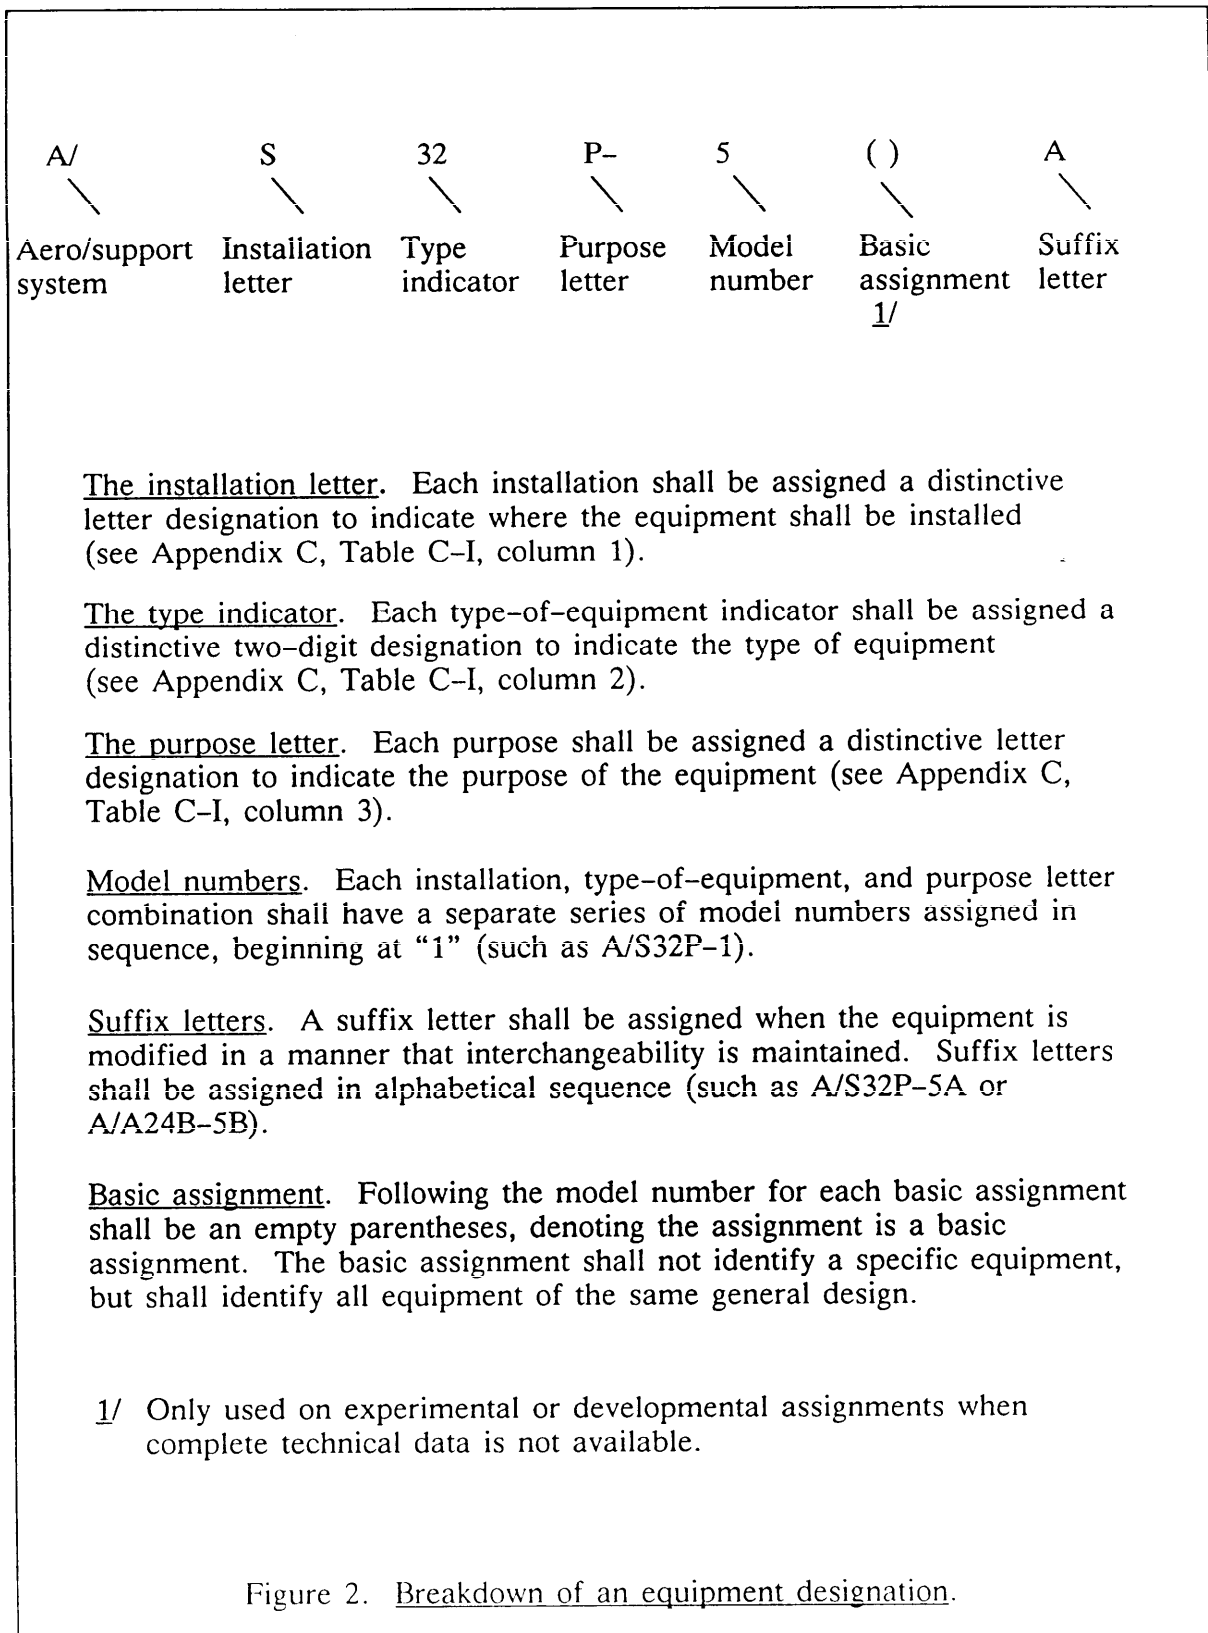 A/ S 32 P– 5 ( ) A
Aero/support Installation Type Purpose Model Basic Suffix
system letter indicator letter number assignment letter
1/
The installation letter. Each installation shall be assigned a distinctive
letter designation to indicate where the equipment shall be installed
(see Appendix C, Table C–I, column 1).
The type indicator. Each type–of–equipment indicator shall be assigned a
distinctive two–digit designation to indicate the type of equipment
(see Appendix C, Table C–I, column 2).
The purpose letter. Each purpose shall be assigned a distinctive letter
designation to indicate the purpose of the equipment (see Appendix C,
Table C–I, column 3).
Model numbers. Each installation, type–of–equipment, and purpose letter
combination shall have a separate series of model numbers assigned in
sequence, beginning at “1” (such as A/S32P–1).
Suffix letters. A suffix letter shall be assigned when the equipment is
modified in a manner that interchangeability is maintained. Suffix letters
shall be assigned in alphabetical sequence (such as A/S32P–5A or
A/A24B–5B).
Basic assignment. Following the model number for each basic assignment
shall be an empty parentheses, denoting the assignment is a basic
assignment. The basic assignment shall not identify a specific equipment,
but shall identify all equipment of the same general design.
1/ Only used on experimental or developmental assignments when
complete technical data is not available.
Figure 2. Breakdown of an equipment designation.